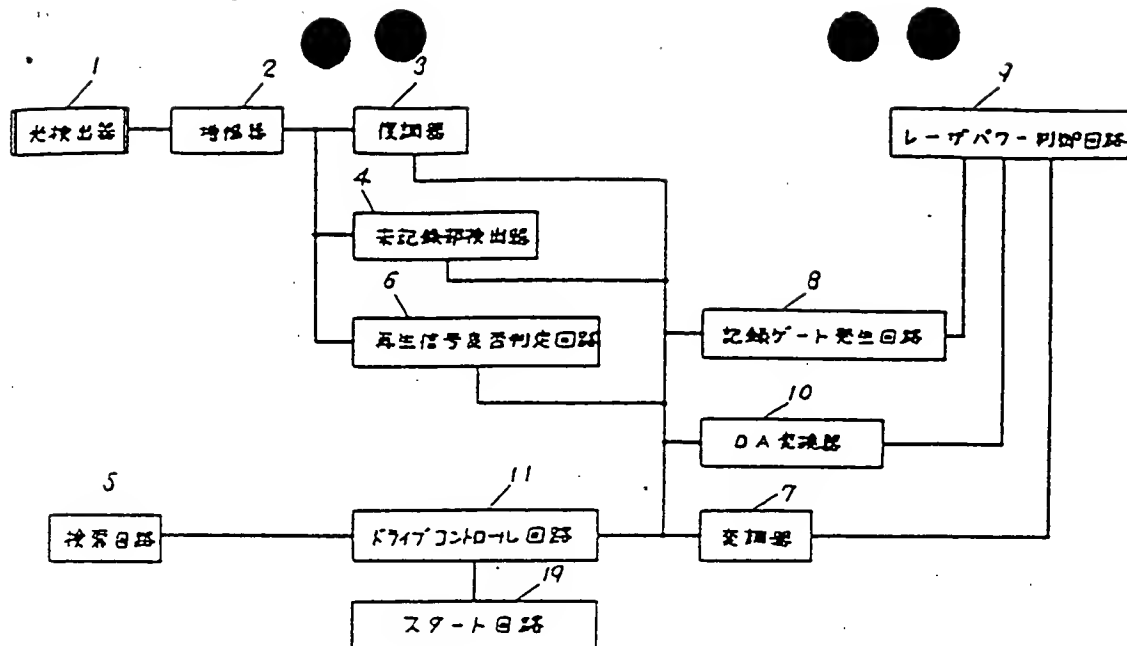 1
2
3
9
光検出器
増幅器
復調器
レーザパワー制御回路
4
未記録部検出器
6
8
再生信号良否判定回路
記録ゲート発生回路
10
DA変換器
5
11
7
検索回路
ドライブコントロール回路
変調器
19
スタート回路